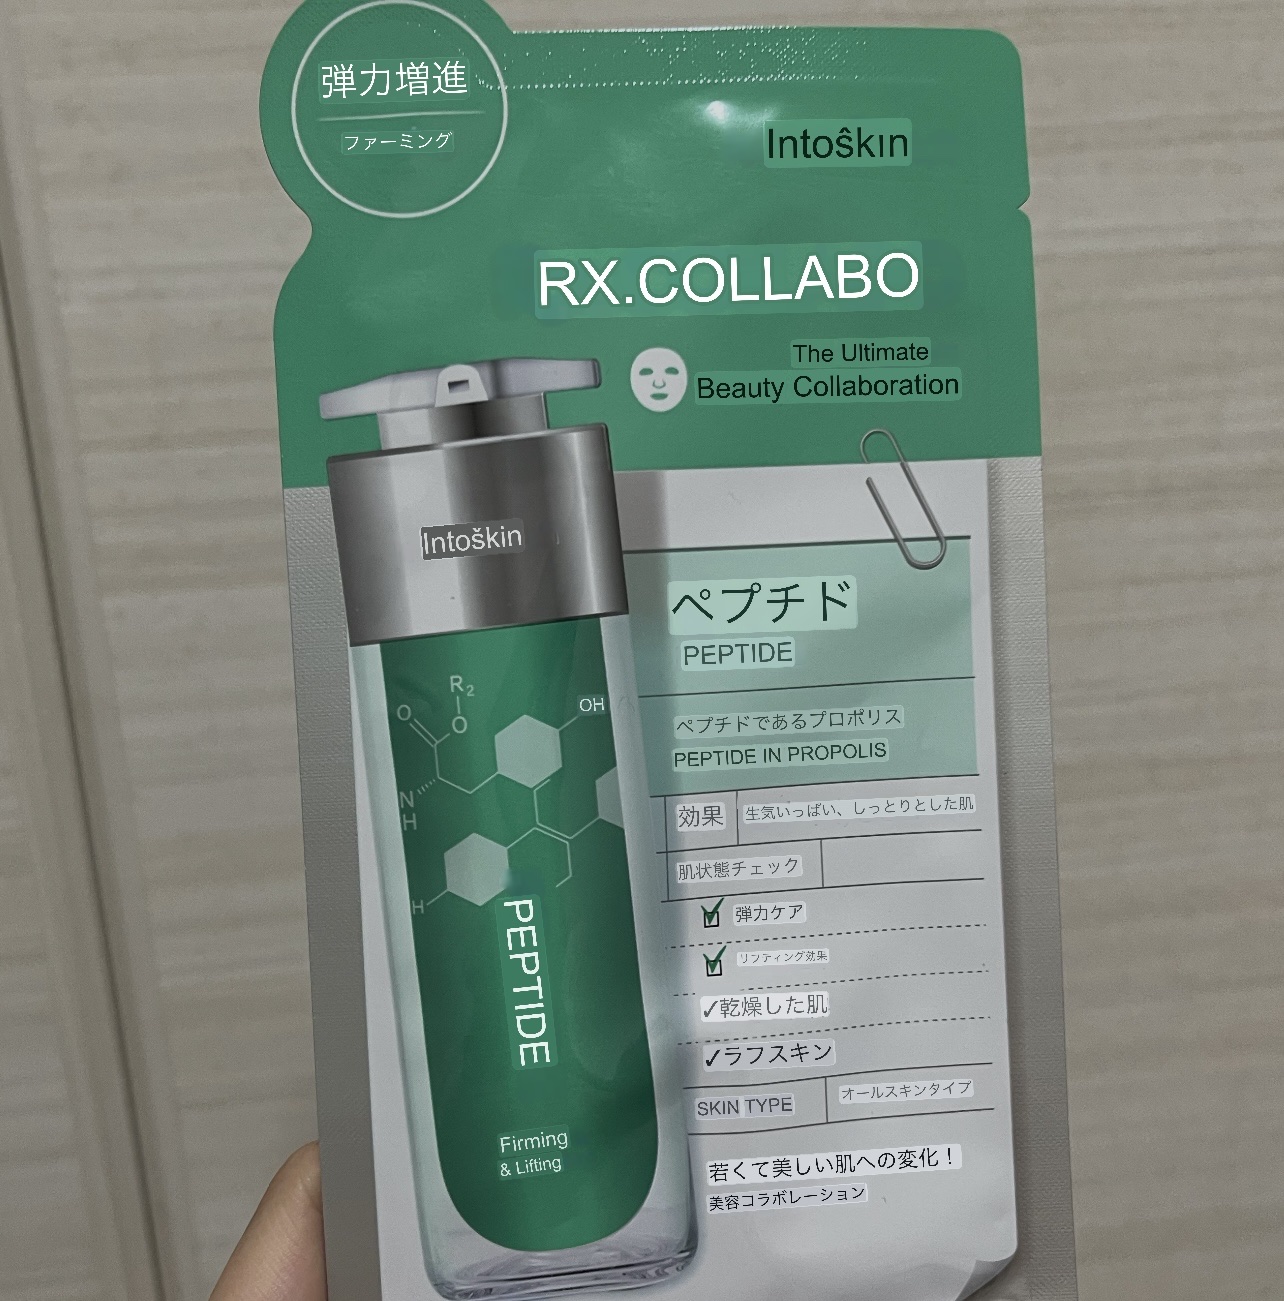 弾力増進
ファーミング
Intoŝkın
RX.COLLABO
The Ultimate
Beauty Collaboration
Intoškin
ペプチド
PEPTIDE
ペプチドであるプロポリス
PEPTIDE IN PROPOLIS
効果
生気いっぱい、しっとりとした肌
肌状態チェック
弾力ケア
リフティング効果
✓乾燥した肌
✓ラフスキン
SKIN TYPE
オールスキンタイプ
若くて美しい肌への変化！
美容コラボレーション
R2
O
O
OH
N
H
H
PEPTIDE
Firming
& Lifting